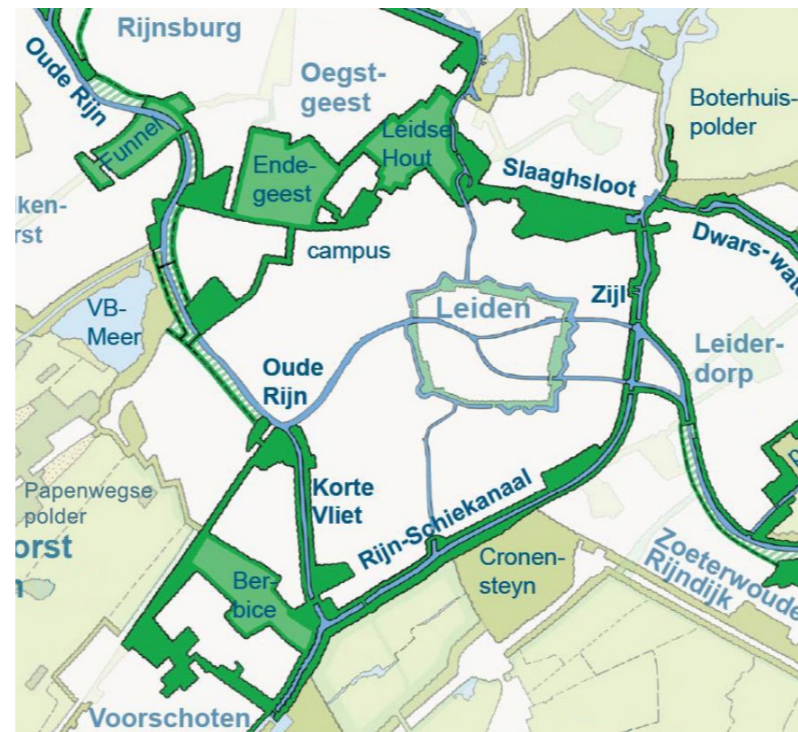 Rijnsburg
Oude Rijn
Oegst-
geest
Boterhuis-
polder
Funnel
Leidse
Hout
Ende-
geest
Slaaghsloot
ken-
rst
campus
Dwars-wate
VB-
Meer
Leiden
Zijl
Leider-
dorp
Oude
Rijn
Papenwegse
polder
Korte
Vliet
Rijn-Schiekanaal
orst
Ber-
bice
Cronen-
steyn
Zoeterwoude
Rijndijk
Voorschoten